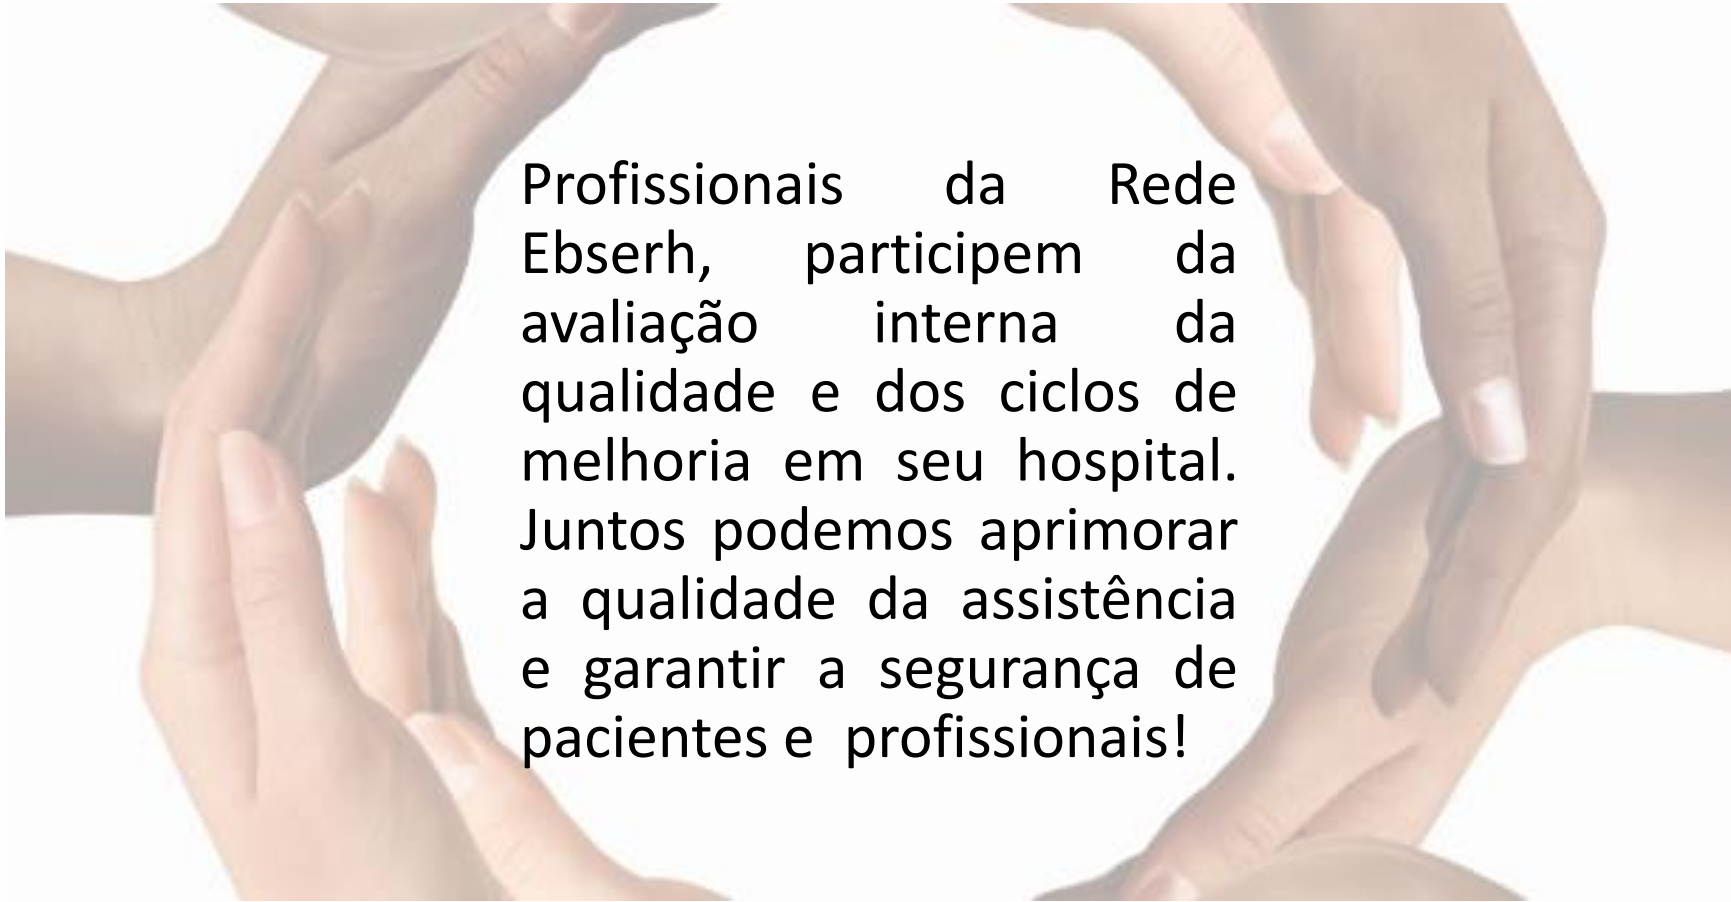 Profissionais da Rede
Ebserh, participem da
avaliação interna da
qualidade e dos ciclos de
melhoria em seu hospital.
Juntos podemos aprimorar
a qualidade da assistência
e garantir a segurança de
pacientes e profissionais!